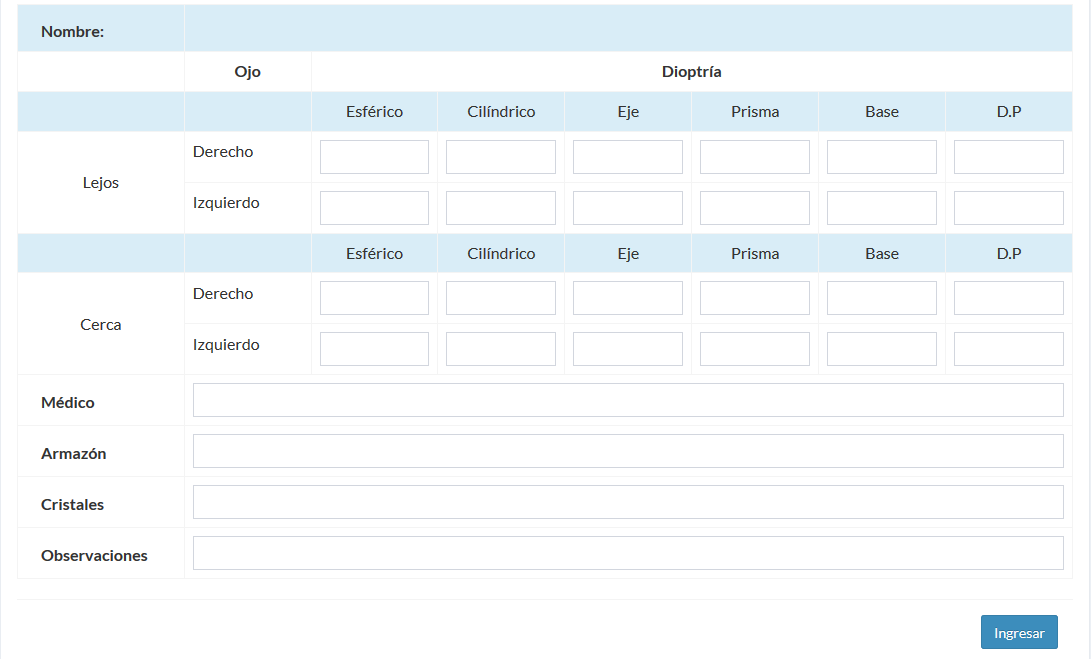 Nombre:
Ojo Dioptría
Esférico Cilíndrico Eje Prisma Base D.P
Derecho
Lejos
Izquierdo
Esférico Cilíndrico Eje Prisma Base D.P
Derecho
Cerca
Izquierdo
Médico
Armazón
Cristales
Observaciones
Ingresar